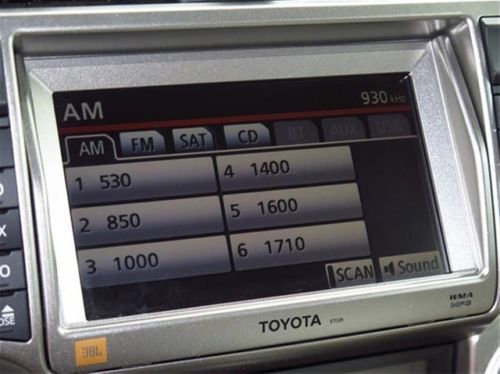 AM 930 kHz
AM FM SAT CD BT AUX USB
1 530 4 1400
2 850 5 1600
3 1000 6 1710
SCAN Sound
TOYOTA
WMA
MP3
JBL